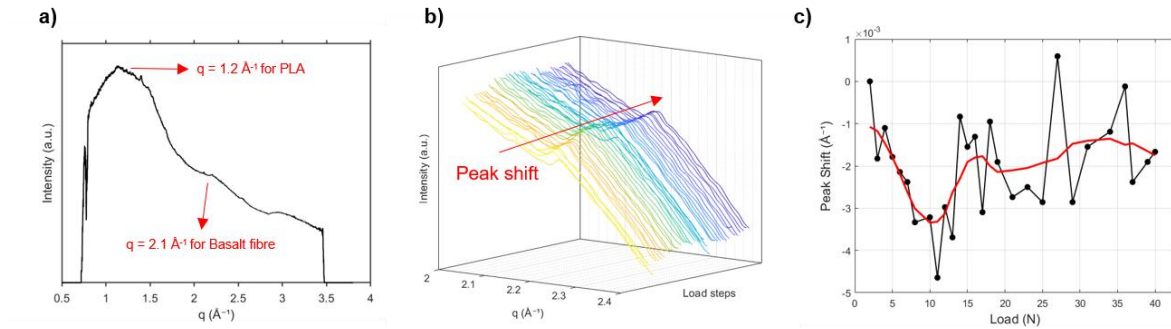 a)
Intensity (a.u.)
q = 1.2 Å⁻¹ for PLA
q = 2.1 Å⁻¹ for Basalt fibre
0.5 1 1.5 2 2.5 3 3.5 4
q (Å⁻¹)
b)
Intensity (a.u.)
Peak shift
2 2.1 2.2 2.3 2.4
q (Å⁻¹)
Load steps
c)
×10⁻³
1
0
-1
-2
-3
-4
-5
Peak Shift (Å⁻¹)
0 5 10 15 20 25 30 35 40
Load (N)